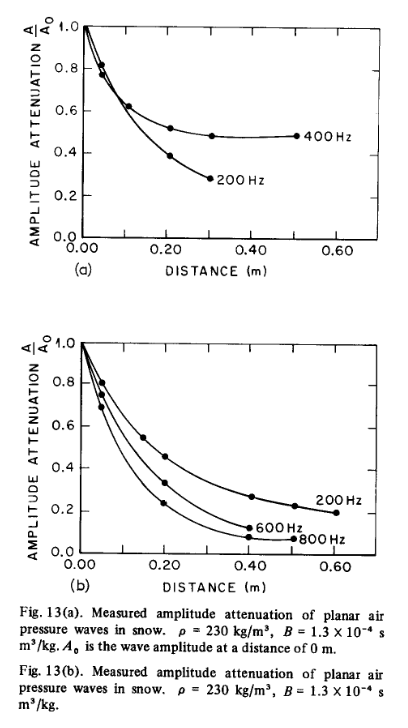 A/A₀
AMPLITUDE ATTENUATION
1.0
0.8
0.6
0.4
0.2
0.0
400 Hz
200 Hz
0.00 0.20 0.40 0.60
(a) DISTANCE (m)
A/A₀
AMPLITUDE ATTENUATION
1.0
0.8
0.6
0.4
0.2
0.0
200 Hz
600 Hz
800 Hz
0.00 0.20 0.40 0.60
(b) DISTANCE (m)
Fig. 13(a). Measured amplitude attenuation of planar air
pressure waves in snow. ρ = 230 kg/m³, B = 1.3 × 10⁻⁴ s
m³/kg. A₀ is the wave amplitude at a distance of 0 m.
Fig. 13(b). Measured amplitude attenuation of planar air
pressure waves in snow. ρ = 230 kg/m³, B = 1.3 × 10⁻⁴ s
m³/kg.